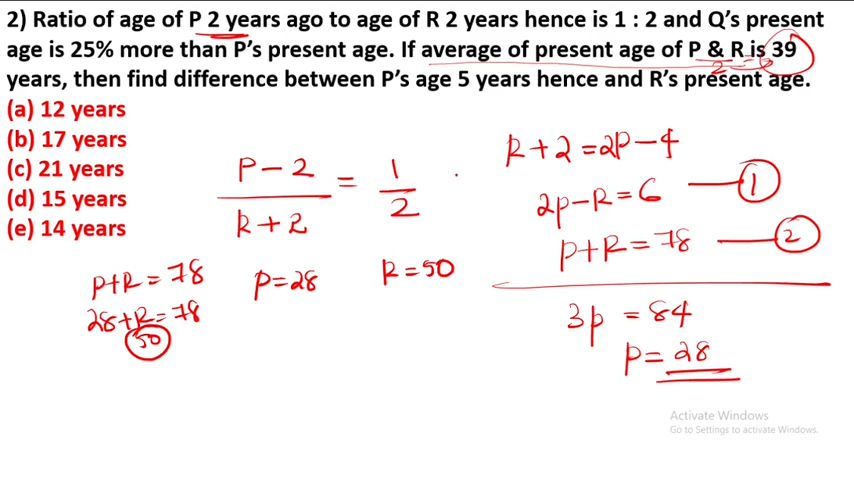 2) Ratio of age of P 2 years ago to age of R 2 years hence is 1 : 2 and Q's present
age is 25% more than P's present age. If average of present age of P & R is 39
years, then find difference between P's age 5 years hence and R's present age.
(a) 12 years
(b) 17 years
(c) 21 years
(d) 15 years
(e) 14 years
P-2
R+2
= 1
2
R+2=2P-4
2P-R=6 ① 
P+R=78 ②
3P = 84
P=28
P+R=78
28+R=78
50
P=28
R=50
Activate Windows
Go to Settings to activate Windows.